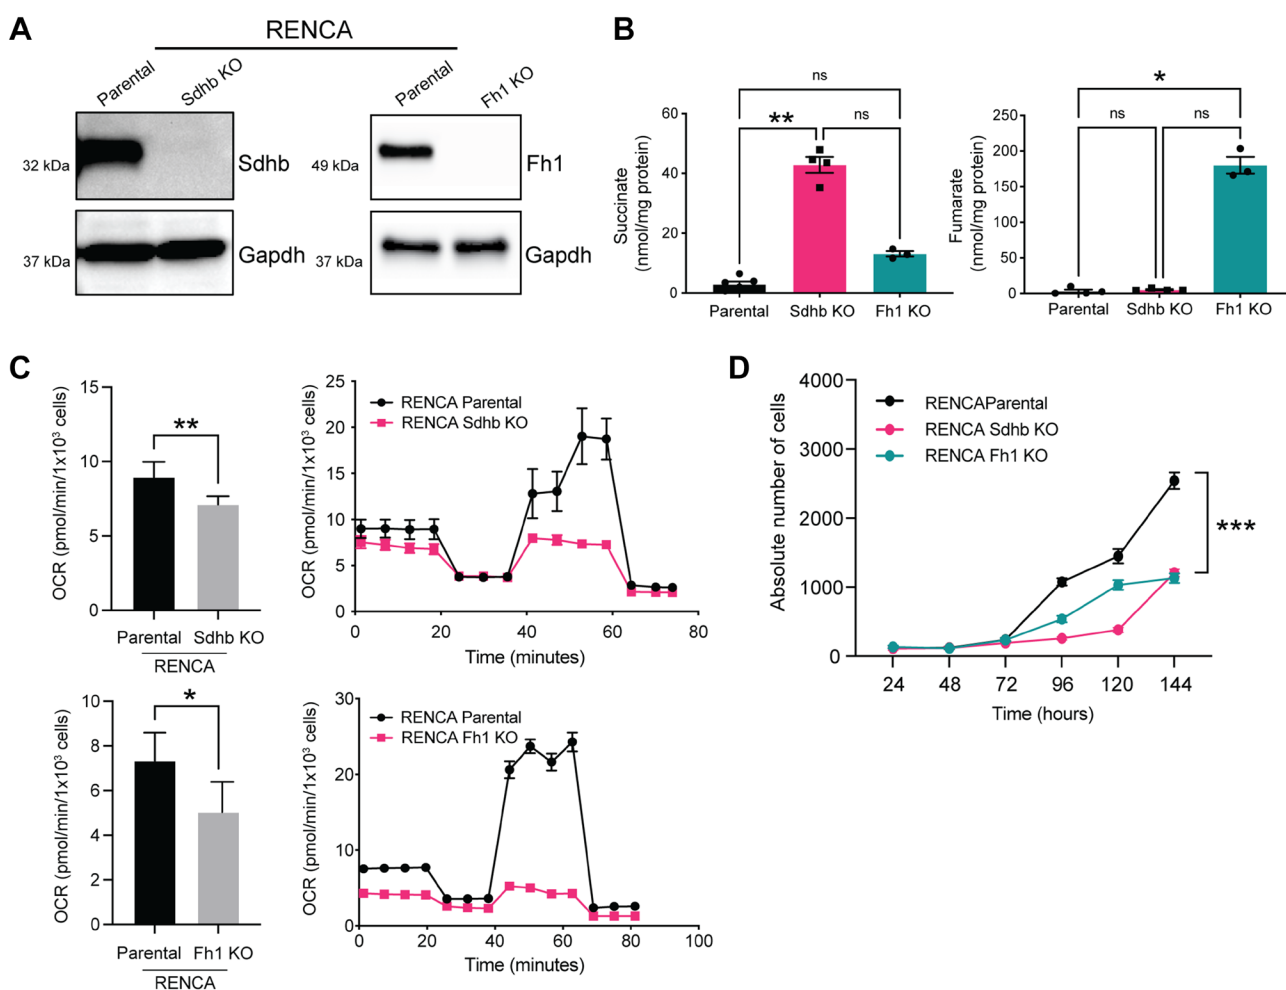 A
RENCA
Parental
Sdhb KO
32 kDa
Sdhb
37 kDa
Gapdh
Parental
Fh1 KO
49 kDa
Fh1
37 kDa
Gapdh
B
Succinate
(nmol/mg protein)
60
40
20
0
ns
**
ns
Parental
Sdhb KO
Fh1 KO
Fumarate
(nmol/mg protein)
250
200
150
100
50
0
*
ns
ns
Parental
Sdhb KO
Fh1 KO
C
OCR (pmol/min/1x10³ cells)
15
10
5
0
**
Parental
Sdhb KO
RENCA
OCR (pmol/min/1x10³ cells)
25
20
15
10
5
0
RENCA Parental
RENCA Sdhb KO
0
20
40
60
80
Time (minutes)
OCR (pmol/min/1x10³ cells)
10
8
6
4
2
0
*
Parental
Fh1 KO
RENCA
OCR (pmol/min/1x10³ cells)
30
20
10
0
RENCA Parental
RENCA Fh1 KO
0
20
40
60
80
100
Time (minutes)
D
Absolute number of cells
4000
3000
2000
1000
0
RENCAParental
RENCA Sdhb KO
RENCA Fh1 KO
***
24
48
72
96
120
144
Time (hours)